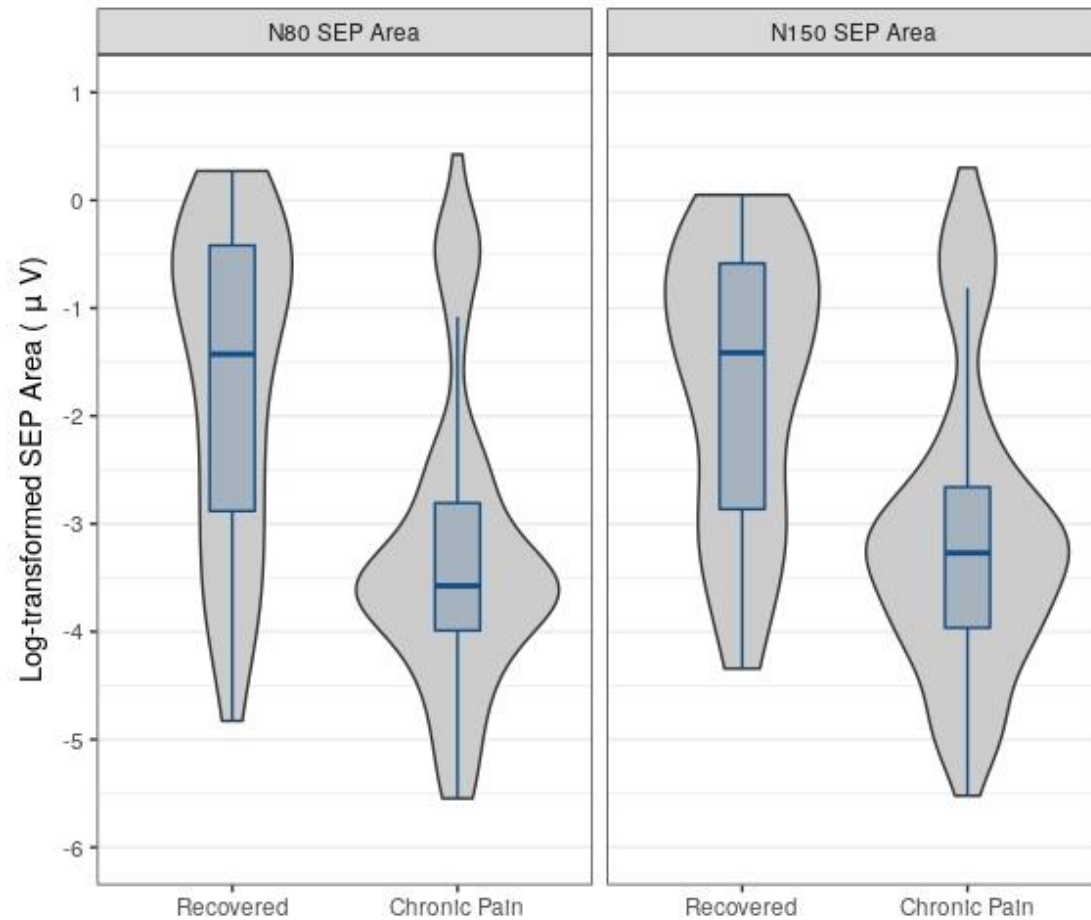 N80 SEP Area
N150 SEP Area
Log-transformed SEP Area ( µ V)
1
0
-1
-2
-3
-4
-5
-6
Recovered
Chronic Pain
Recovered
Chronic Pain